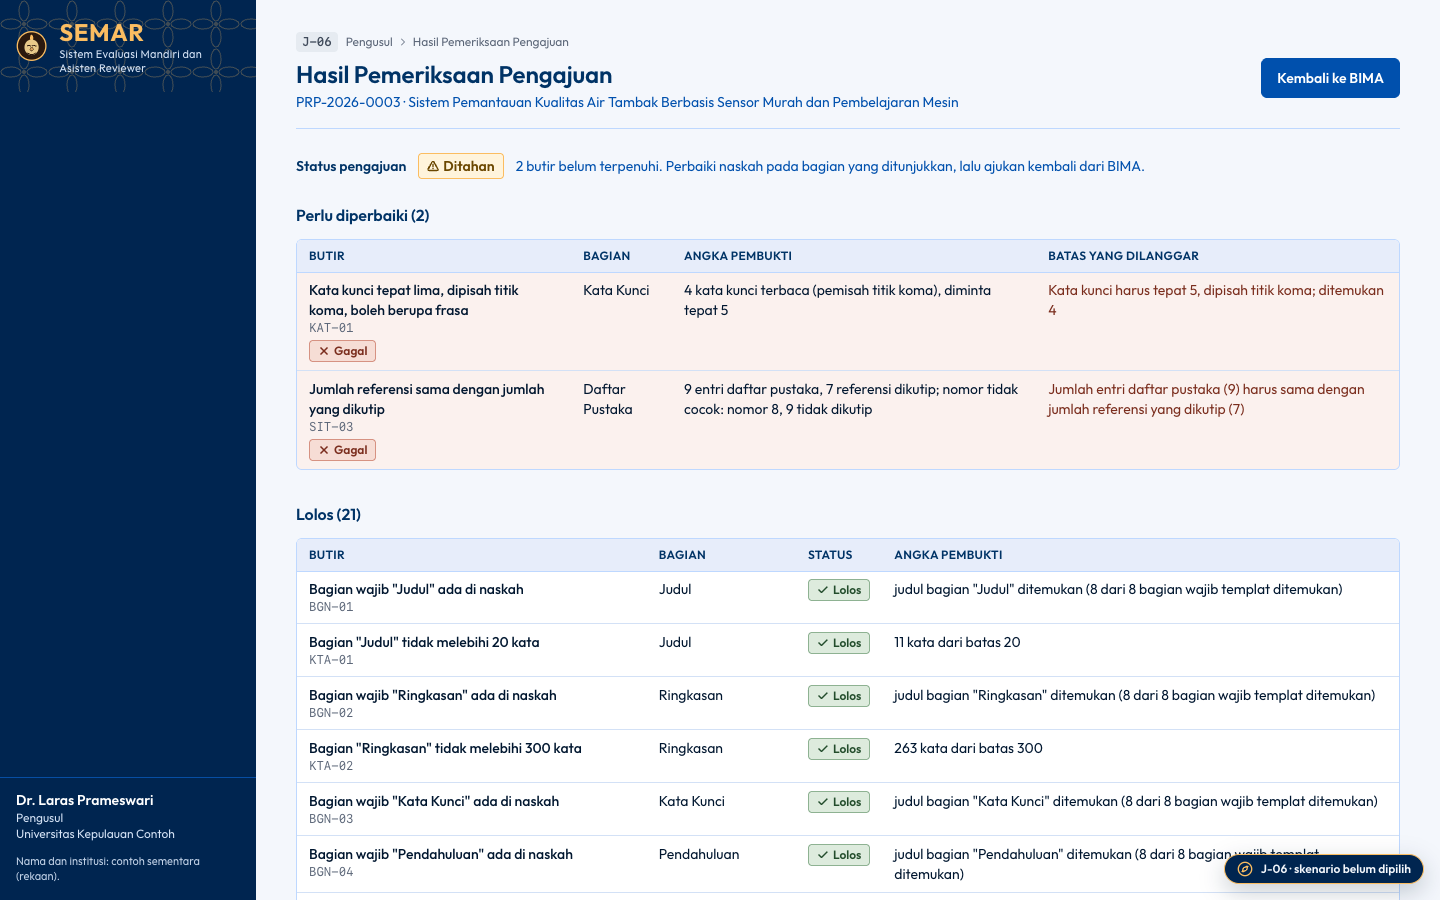 SEMAR
Sistem Evaluasi Mandiri dan
Asisten Reviewer
J-06 Pengusul > Hasil Pemeriksaan Pengajuan
Hasil Pemeriksaan Pengajuan
Kembali ke BIMA
PRP-2026-0003 · Sistem Pemantauan Kualitas Air Tambak Berbasis Sensor Murah dan Pembelajaran Mesin
Status pengajuan Ditahan 2 butir belum terpenuhi. Perbaiki naskah pada bagian yang ditunjukkan, lalu ajukan kembali dari BIMA.
Perlu diperbaiki (2)
BUTIR BAGIAN ANGKA PEMBUKTI BATAS YANG DILANGGAR
Kata kunci tepat lima, dipisah titik Kata Kunci 4 kata kunci terbaca (pemisah titik koma), diminta Kata kunci harus tepat 5, dipisah titik koma; ditemukan
koma, boleh berupa frasa tepat 5 4
KAT-01
Gagal
Jumlah referensi sama dengan jumlah Daftar 9 entri daftar pustaka, 7 referensi dikutip; nomor tidak Jumlah entri daftar pustaka (9) harus sama dengan
yang dikutip Pustaka cocok: nomor 8, 9 tidak dikutip jumlah referensi yang dikutip (7)
SIT-03
Gagal
Lolos (21)
BUTIR BAGIAN STATUS ANGKA PEMBUKTI
Bagian wajib "Judul" ada di naskah Judul Lolos judul bagian "Judul" ditemukan (8 dari 8 bagian wajib templat ditemukan)
BGN-01
Bagian "Judul" tidak melebihi 20 kata Judul Lolos 11 kata dari batas 20
KTA-01
Bagian wajib "Ringkasan" ada di naskah Ringkasan Lolos judul bagian "Ringkasan" ditemukan (8 dari 8 bagian wajib templat ditemukan)
BGN-02
Bagian "Ringkasan" tidak melebihi 300 kata Ringkasan Lolos 263 kata dari batas 300
KTA-02
Bagian wajib "Kata Kunci" ada di naskah Kata Kunci Lolos judul bagian "Kata Kunci" ditemukan (8 dari 8 bagian wajib templat ditemukan)
BGN-03
Bagian wajib "Pendahuluan" ada di naskah Pendahuluan Lolos judul bagian "Pendahuluan" ditemukan (8 dari 8 bagian wajib templat
BGN-04 ditemukan)
Dr. Laras Prameswari
Pengusul
Universitas Kepulauan Contoh
Nama dan institusi: contoh sementara
(rekaan).
J-06 · skenario belum dipilih